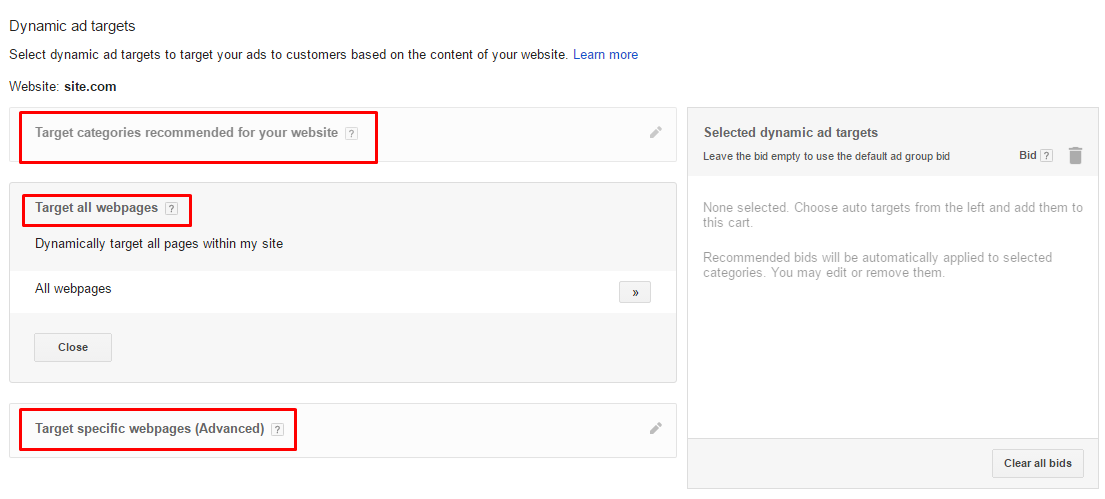 Dynamic ad targets
Select dynamic ad targets to target your ads to customers based on the content of your website. Learn more
Website: site.com
Target categories recommended for your website ?
Target all webpages ?
Dynamically target all pages within my site
All webpages »
Close
Target specific webpages (Advanced) ?
Selected dynamic ad targets
Leave the bid empty to use the default ad group bid Bid ?
None selected. Choose auto targets from the left and add them to
this cart.
Recommended bids will be automatically applied to selected
categories. You may edit or remove them.
Clear all bids